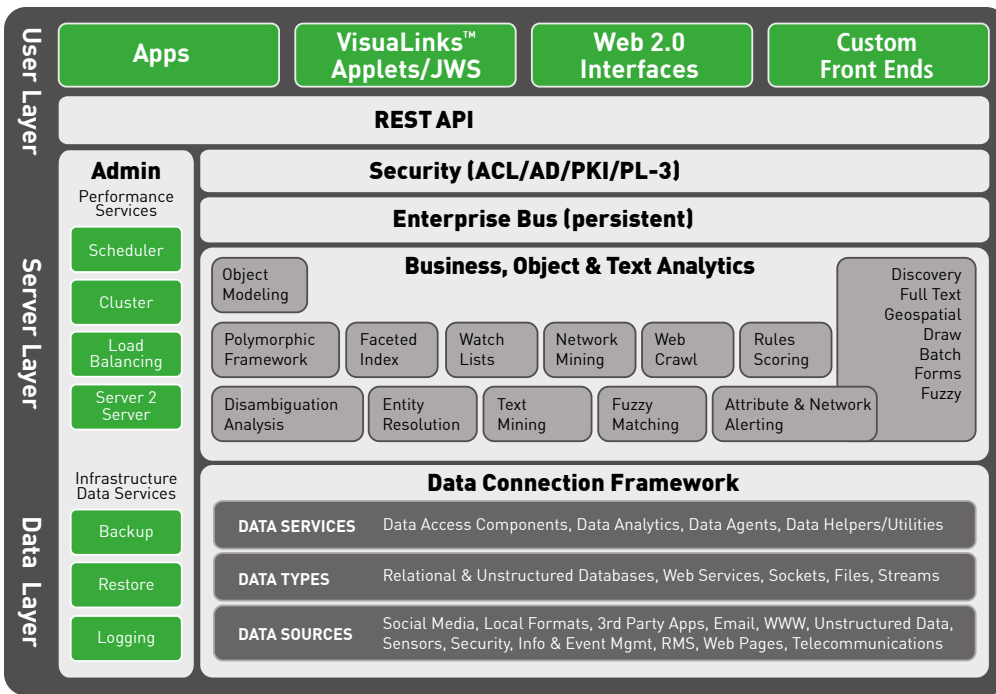 User Layer
Apps
VisuaLinks™
Applets/JWS
Web 2.0
Interfaces
Custom
Front Ends
REST API
Server Layer
Admin
Performance
Services
Scheduler
Cluster
Load
Balancing
Server 2
Server
Security (ACL/AD/PKI/PL-3)
Enterprise Bus (persistent)
Business, Object & Text Analytics
Object
Modeling
Polymorphic
Framework
Faceted
Index
Watch
Lists
Network
Mining
Web
Crawl
Rules
Scoring
Disambiguation
Analysis
Entity
Resolution
Text
Mining
Fuzzy
Matching
Attribute & Network
Alerting
Discovery
Full Text
Geospatial
Draw
Batch
Forms
Fuzzy
Data Layer
Infrastructure
Data Services
Backup
Restore
Logging
Data Connection Framework
DATA SERVICES Data Access Components, Data Analytics, Data Agents, Data Helpers/Utilities
DATA TYPES Relational & Unstructured Databases, Web Services, Sockets, Files, Streams
DATA SOURCES Social Media, Local Formats, 3rd Party Apps, Email, WWW, Unstructured Data,
Sensors, Security, Info & Event Mgmt, RMS, Web Pages, Telecommunications